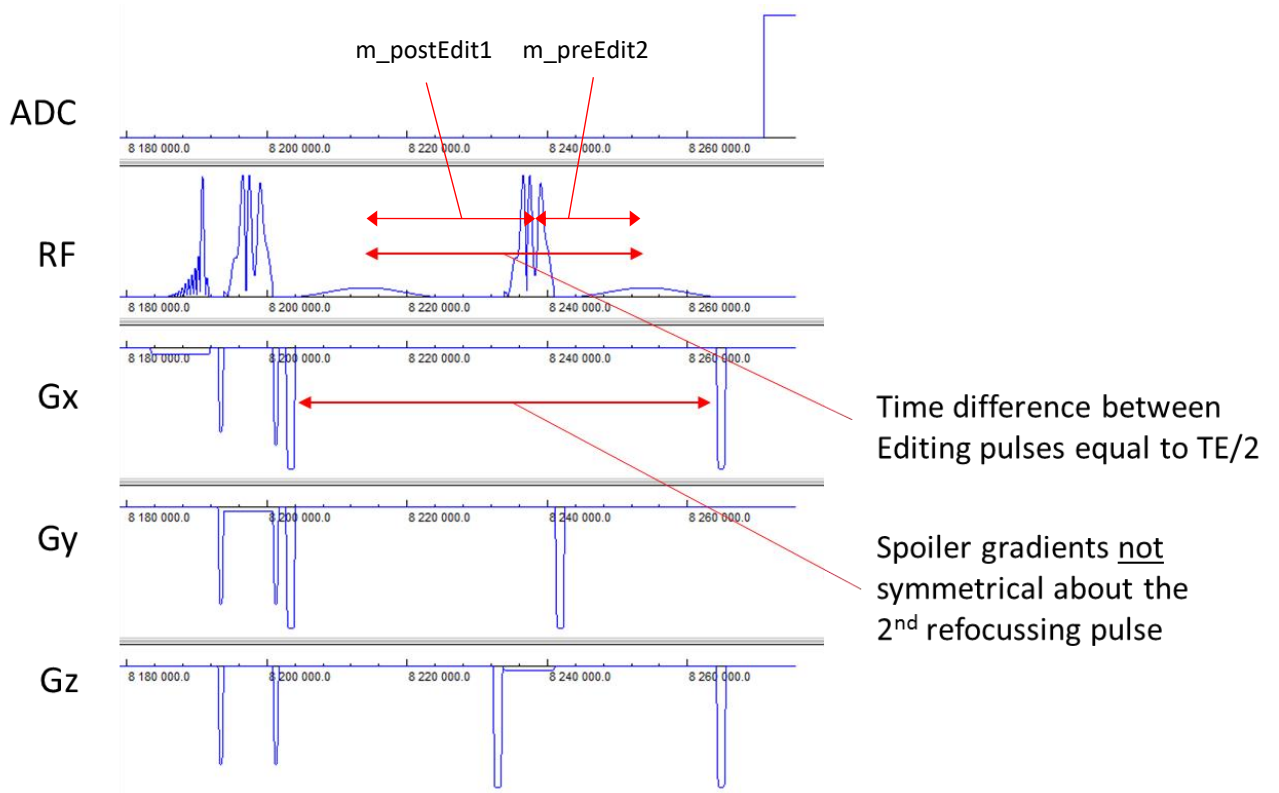 m_postEdit1 m_preEdit2
ADC
8 180 000.0 8 200 000.0 8 220 000.0 8 240 000.0 8 260 000.0
RF
8 180 000.0 8 200 000.0 8 220 000.0 8 240 000.0 8 260 000.0
Gx
8 180 000.0 8 200 000.0 8 220 000.0 8 240 000.0 8 260 000.0
Time difference between
Editing pulses equal to TE/2
Gy
8 180 000.0 8 200 000.0 8 220 000.0 8 240 000.0 8 260 000.0
Spoiler gradients not
symmetrical about the
2nd refocussing pulse
Gz
8 180 000.0 8 200 000.0 8 220 000.0 8 240 000.0 8 260 000.0